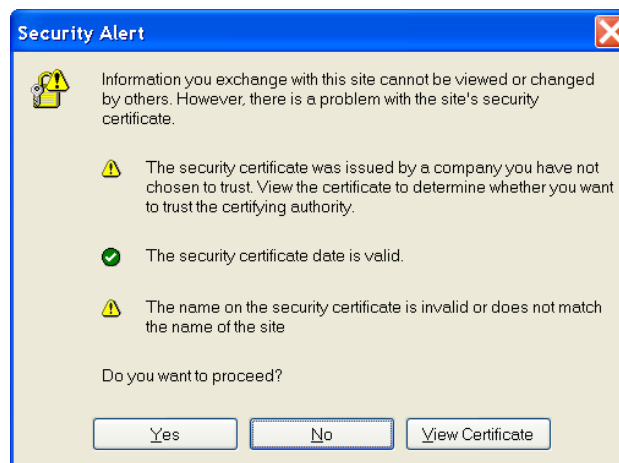 Security Alert
Information you exchange with this site cannot be viewed or changed
by others. However, there is a problem with the site's security
certificate.
The security certificate was issued by a company you have not
chosen to trust. View the certificate to determine whether you want
to trust the certifying authority.
The security certificate date is valid.
The name on the security certificate is invalid or does not match
the name of the site
Do you want to proceed?
Yes No View Certificate